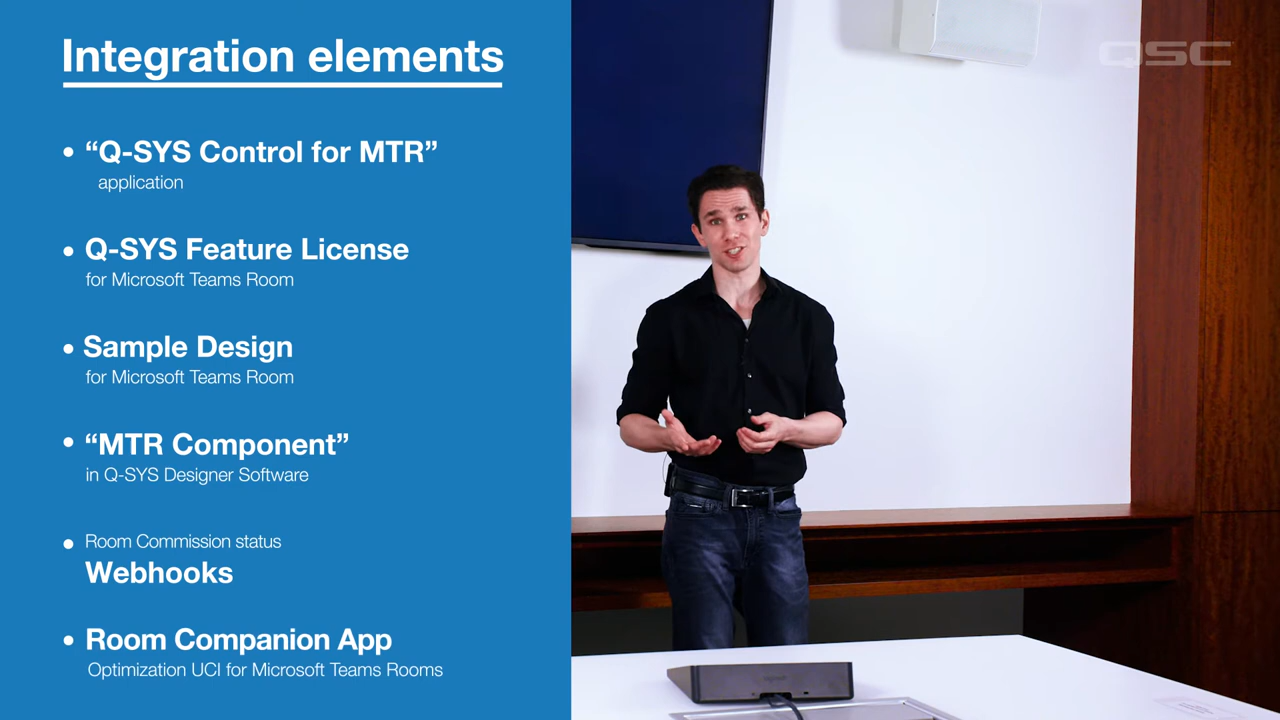 Integration elements
“Q-SYS Control for MTR”
application
Q-SYS Feature License
for Microsoft Teams Room
Sample Design
for Microsoft Teams Room
“MTR Component”
in Q-SYS Designer Software
Room Commission status
Webhooks
Room Companion App
Optimization UCI for Microsoft Teams Rooms
QSC